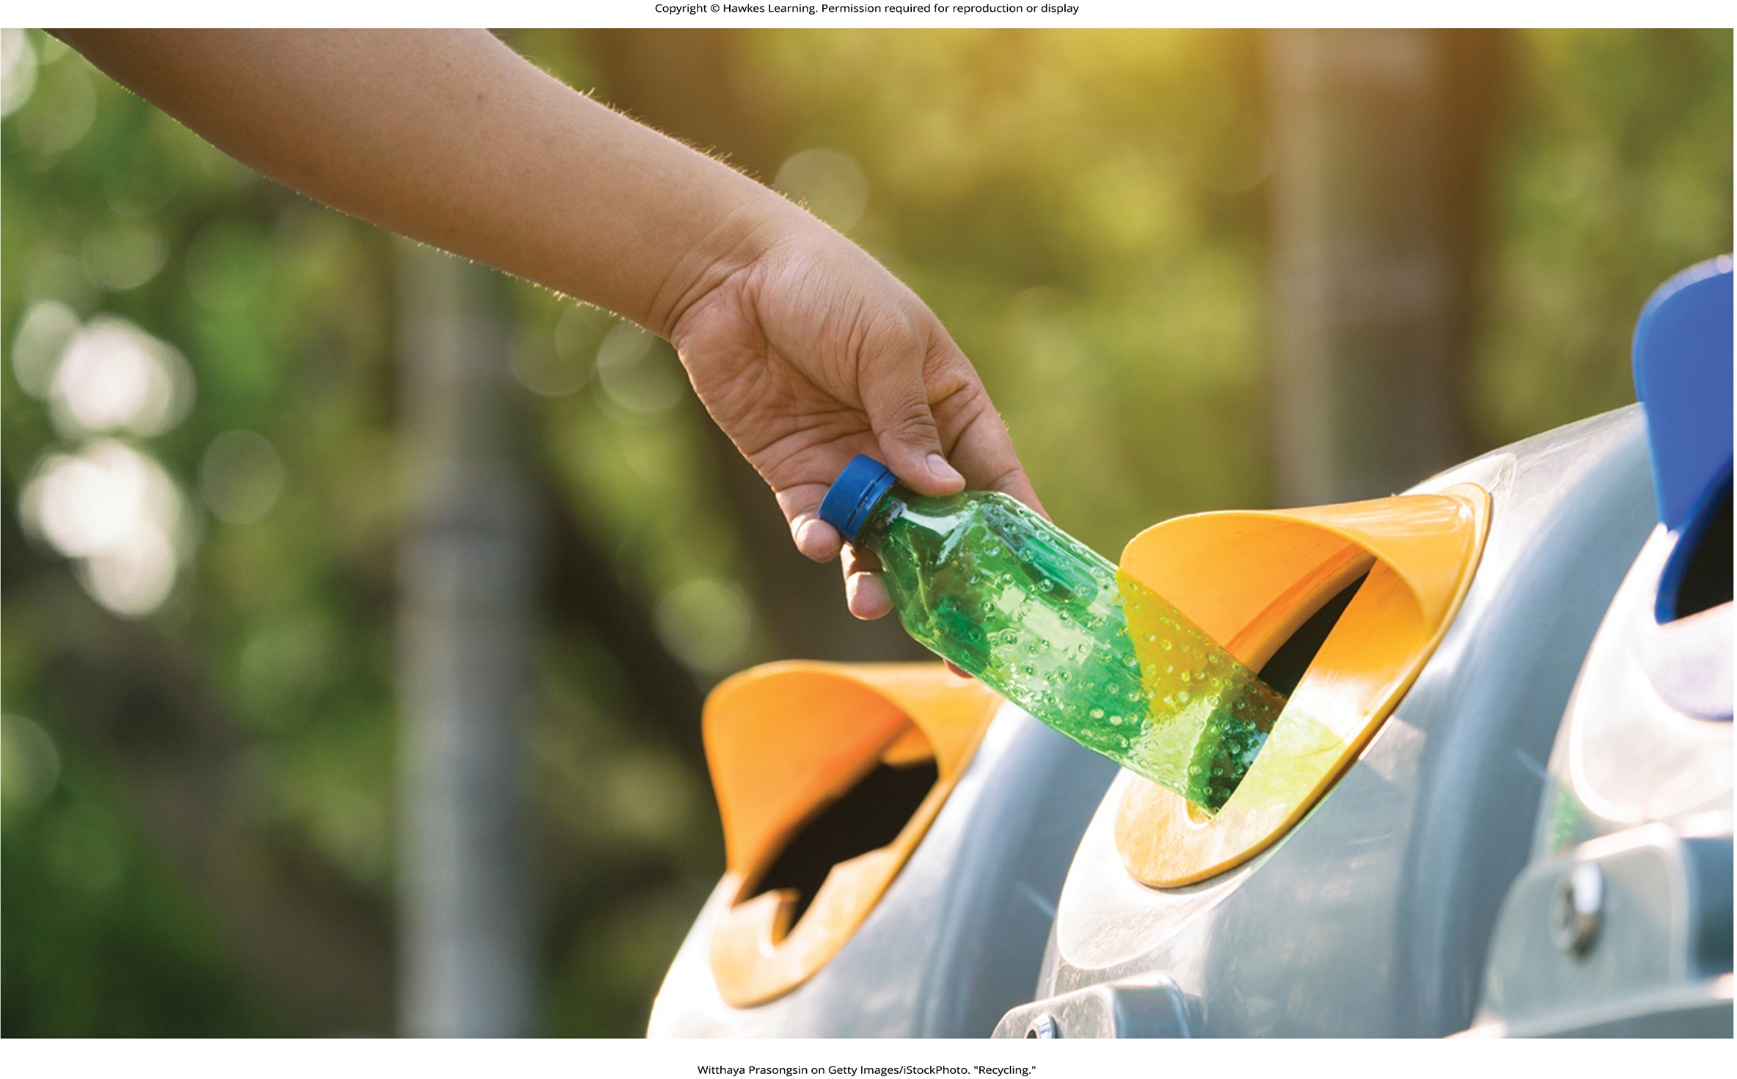 Copyright © Hawkes Learning. Permission required for reproduction or display
Witthaya Prasongsin on Getty Images/iStockPhoto. "Recycling."